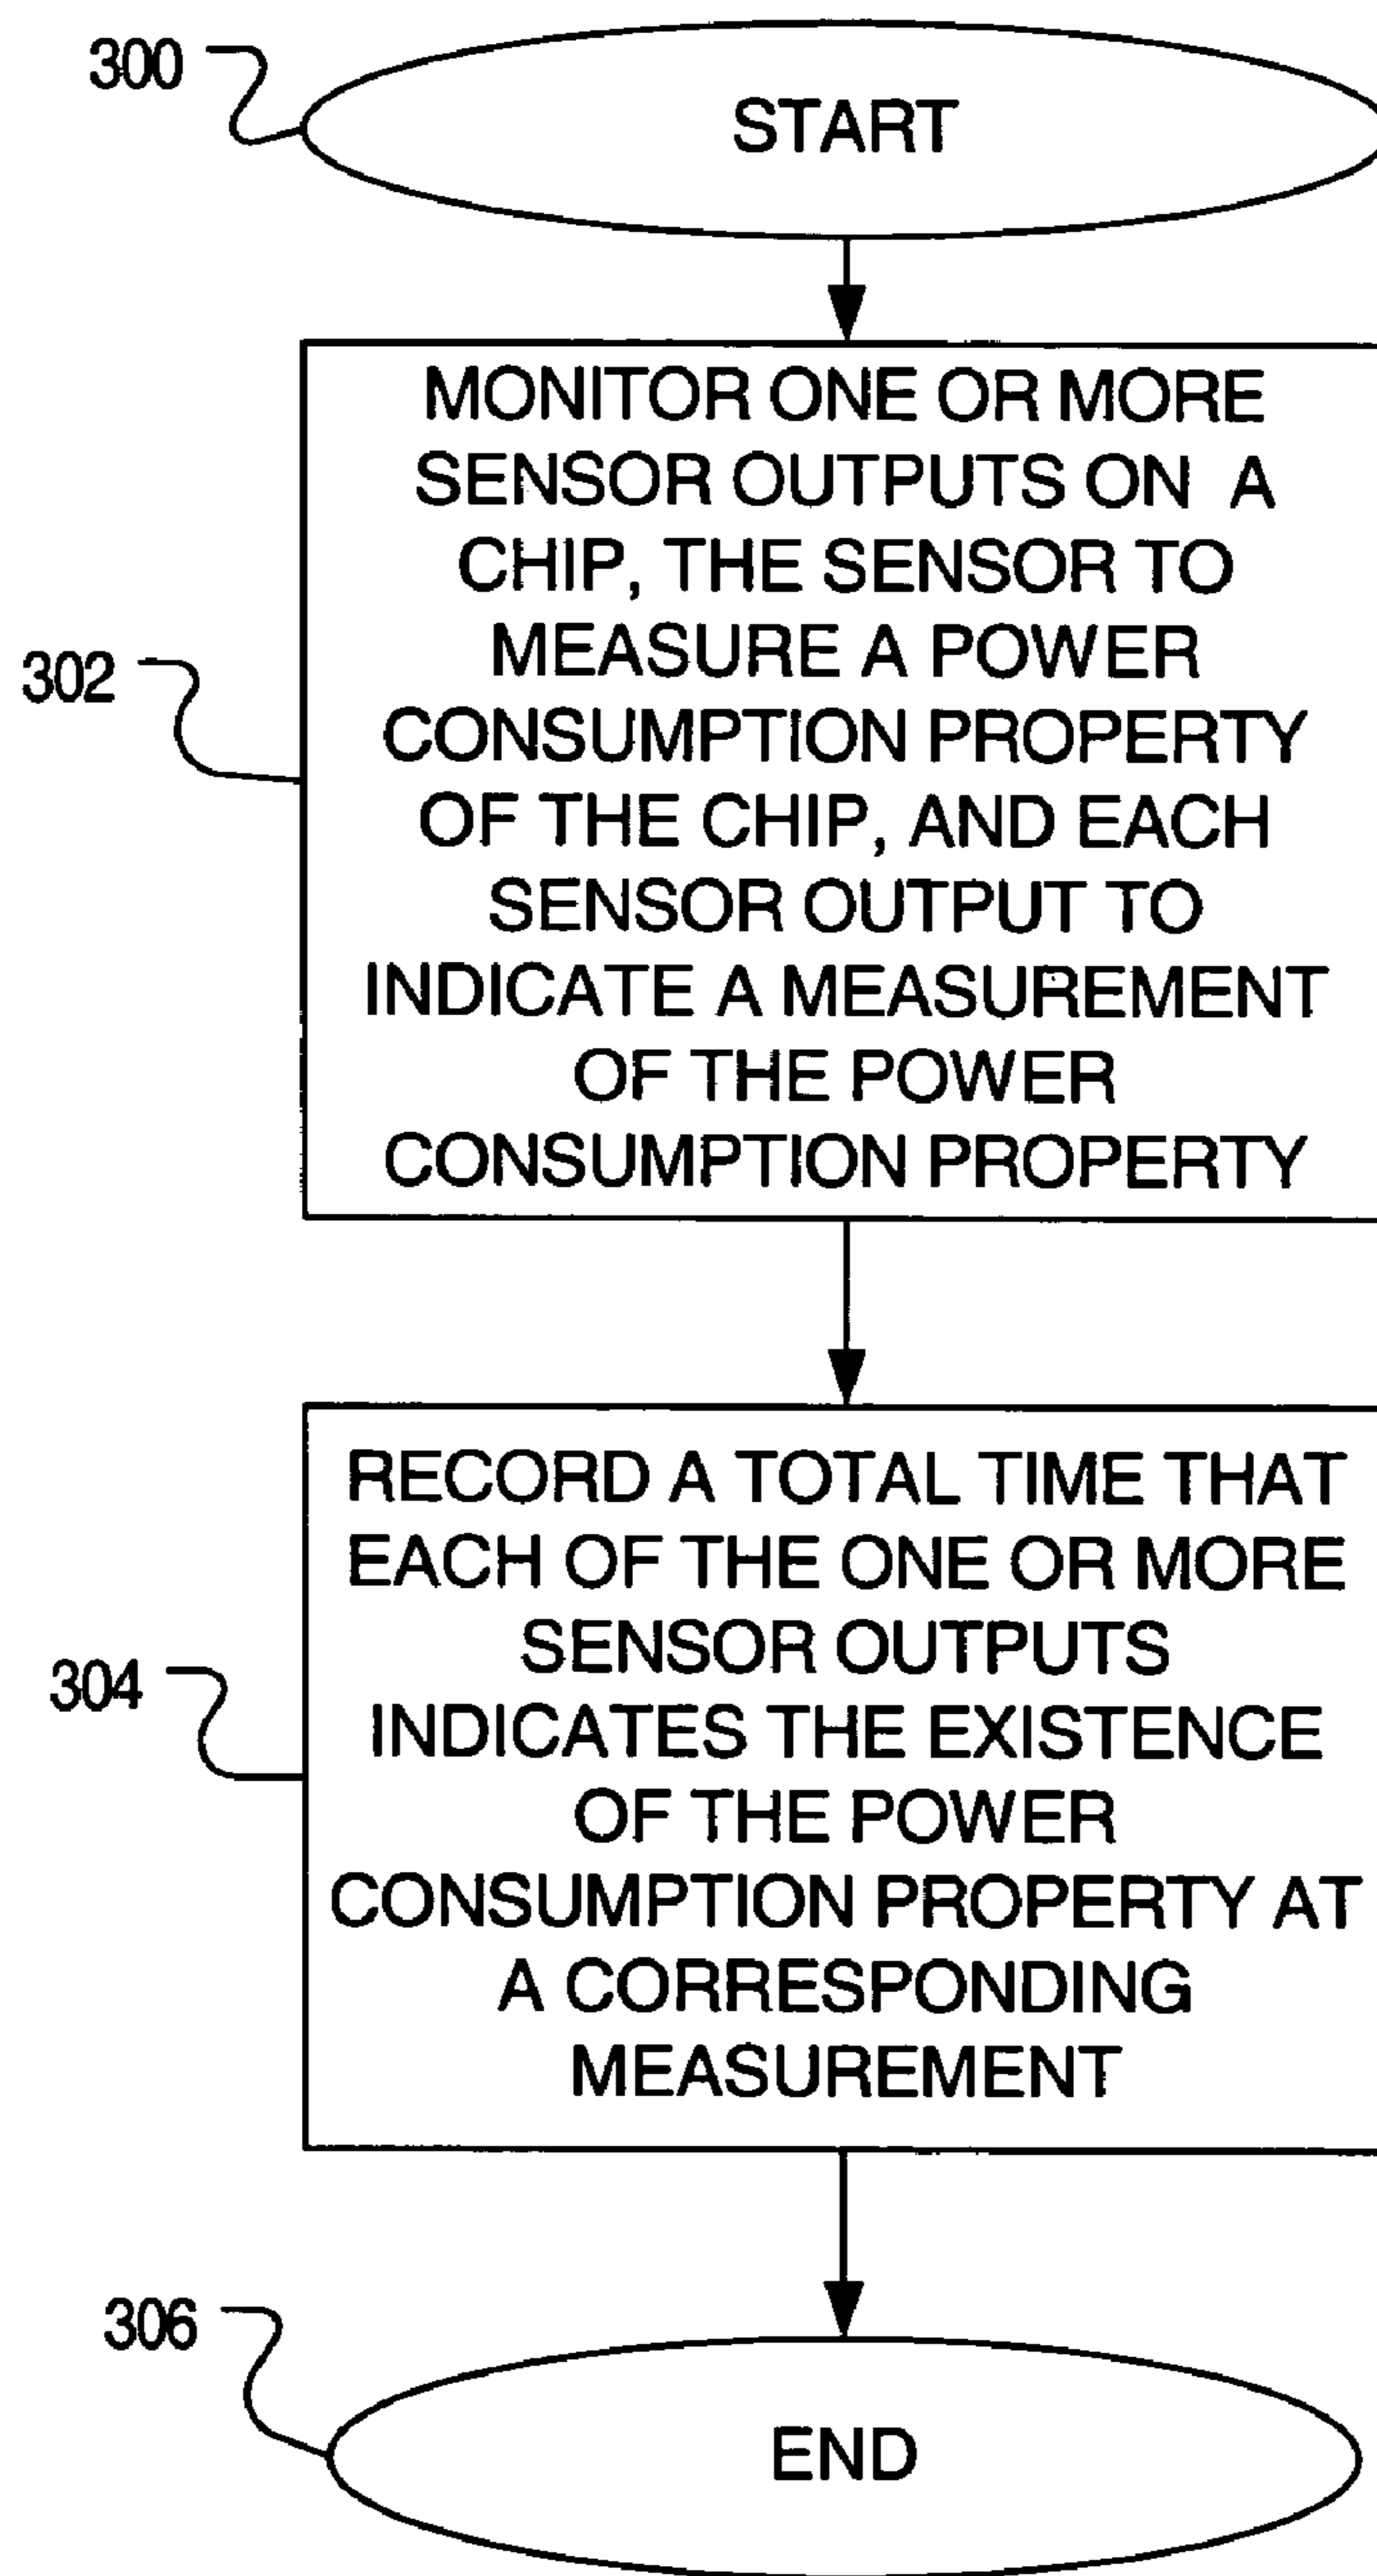 300
START
MONITOR ONE OR MORE
SENSOR OUTPUTS ON A
CHIP, THE SENSOR TO
MEASURE A POWER
302
CONSUMPTION PROPERTY
OF THE CHIP, AND EACH
SENSOR OUTPUT TO
INDICATE A MEASUREMENT
OF THE POWER
CONSUMPTION PROPERTY
RECORD A TOTAL TIME THAT
EACH OF THE ONE OR MORE
SENSOR OUTPUTS
304
INDICATES THE EXISTENCE
OF THE POWER
CONSUMPTION PROPERTY AT
A CORRESPONDING
MEASUREMENT
306
END